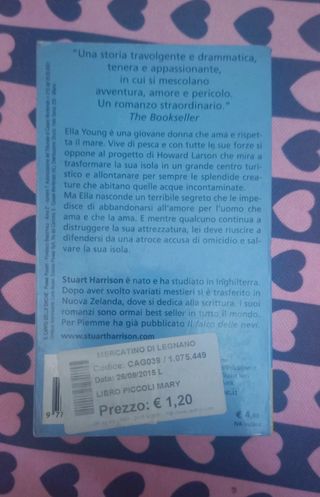 "Una storia travolgente e drammatica,
tenera e appassionante,
in cui si mescolano
avventura, amore e pericolo.
Un romanzo straordinario."
The Bookseller
Ella Young è una giovane donna che ama e rispet-
ta il mare. Vive di pesca e con tutte le sue forze si
oppone al progetto di Howard Larson che mira a
trasformare la sua isola in un grande centro turi-
stico e allontanare per sempre le splendide crea-
ture che abitano quelle acque incontaminate.
Ma Ella nasconde un terribile segreto che le impe-
disce di abbandonarsi all'amore per l'uomo che
ama e che la ama. E mentre qualcuno continua a
distruggere la sua attrezzatura, lei deve riuscire a
difendersi da una atroce accusa di omicidio e sal-
vare la sua isola.
Stuart Harrison è nato e ha studiato in Inghilterra.
Dopo aver svolto svariati mestieri si è trasferito in
Nuova Zelanda, dove si dedica alla scrittura. I suoi
romanzi sono ormai best seller in tutto il mondo.
Per Piemme ha già pubblicato Il falco delle nevi.
www.stuartharrison.com
MERCATINO DI LEGNANO
Codice: CAG039 / 1.075.449
Data: 26/09/2015 L
LIBRO PICCOLI MARY
Prezzo: € 1,20
9 77